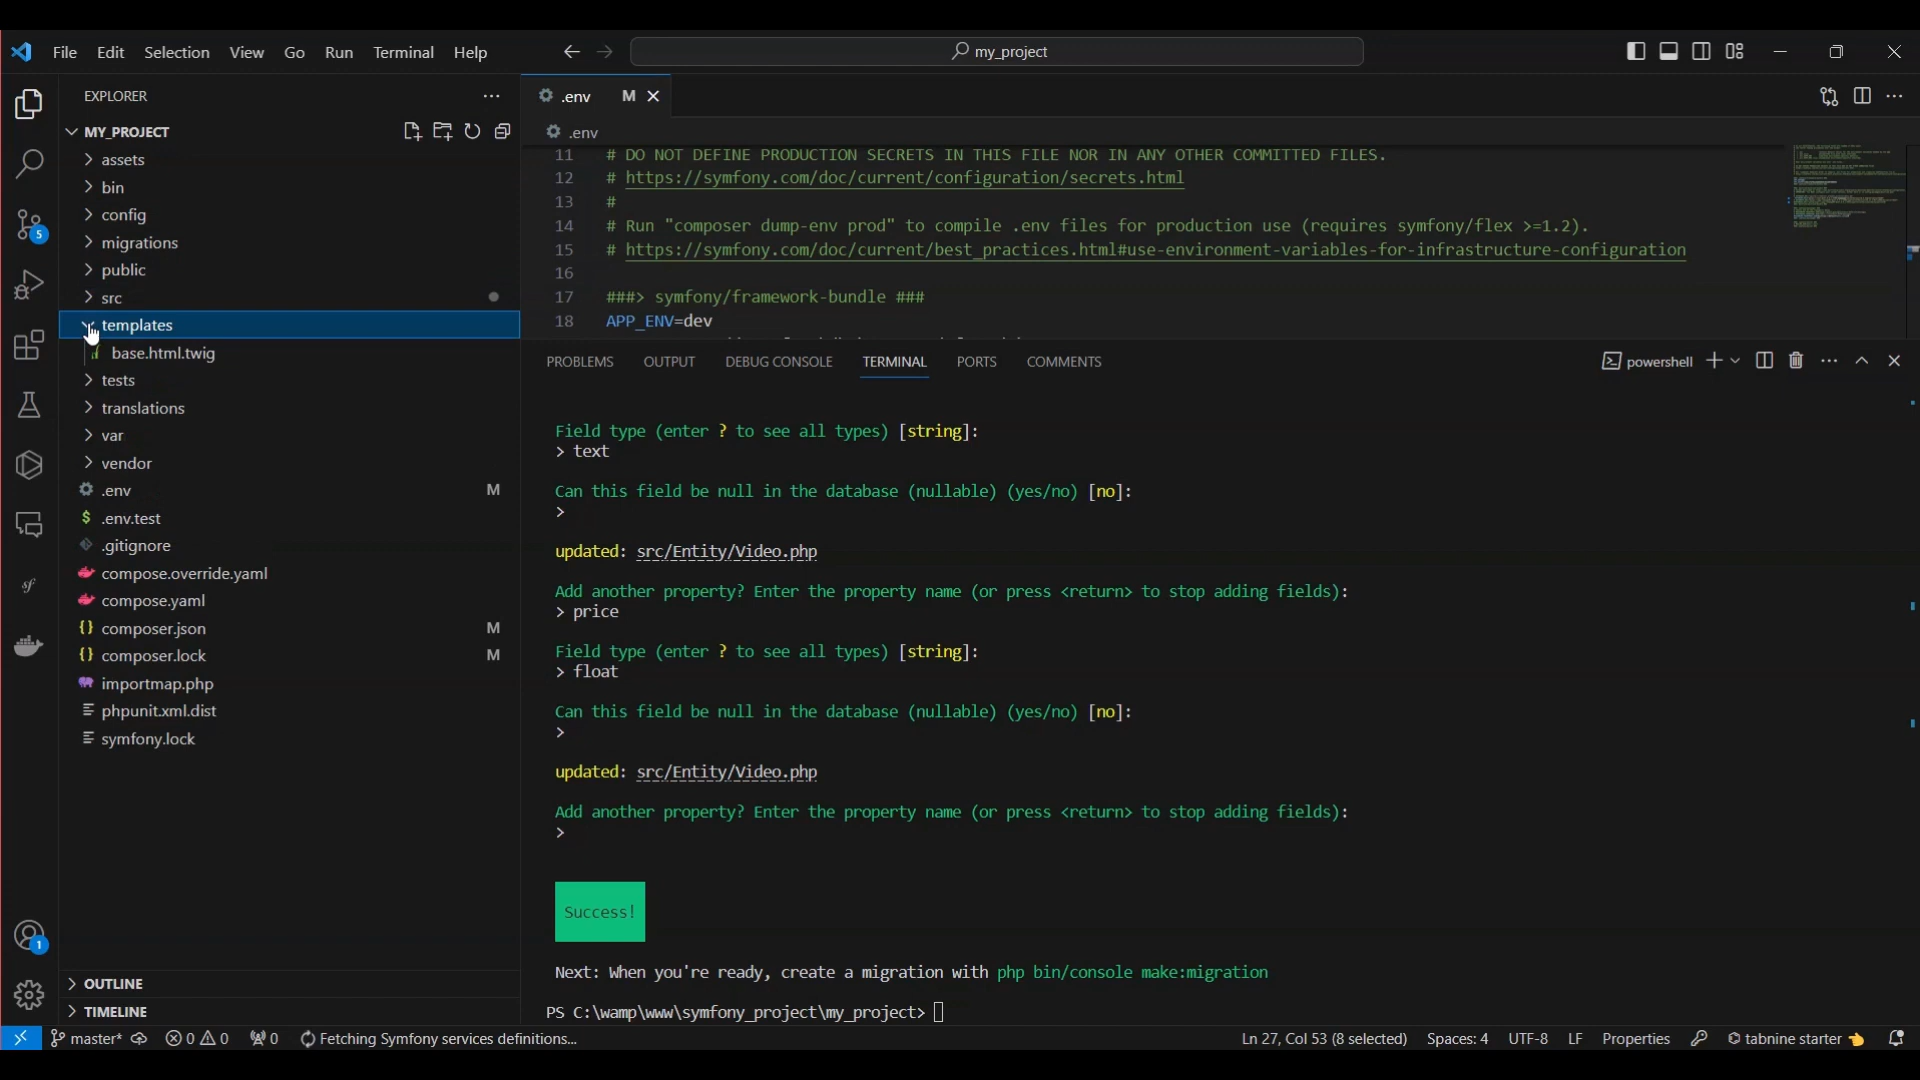 File Edit Selection View Go Run Terminal Help
my_project
EXPLORER
MY_PROJECT
assets
bin
config
migrations
public
src
templates
base.html.twig
tests
translations
var
vendor
.env M
.env.test
.gitignore
compose.override.yaml
compose.yaml
composer.json M
composer.lock M
importmap.php
phpunit.xml.dist
symfony.lock
OUTLINE
TIMELINE
5
sf
1
.env M
.env
11 # DO NOT DEFINE PRODUCTION SECRETS IN THIS FILE NOR IN ANY OTHER COMMITTED FILES.
12 # https://symfony.com/doc/current/configuration/secrets.html
13 #
14 # Run "composer dump-env prod" to compile .env files for production use (requires symfony/flex >=1.2).
15 # https://symfony.com/doc/current/best_practices.html#use-environment-variables-for-infrastructure-configuration
16
17 ###> symfony/framework-bundle ###
18 APP_ENV=dev
PROBLEMS OUTPUT DEBUG CONSOLE TERMINAL PORTS COMMENTS
powershell
Field type (enter ? to see all types) [string]:
> text
Can this field be null in the database (nullable) (yes/no) [no]:
>
updated: src/Entity/Video.php
Add another property? Enter the property name (or press <return> to stop adding fields):
> price
Field type (enter ? to see all types) [string]:
> float
Can this field be null in the database (nullable) (yes/no) [no]:
>
updated: src/Entity/Video.php
Add another property? Enter the property name (or press <return> to stop adding fields):
>
Success!
Next: When you're ready, create a migration with php bin/console make:migration
PS C:\wamp\www\symfony_project\my_project>
master* 0 0 0 Fetching Symfony services definitions... Ln 27, Col 53 (8 selected) Spaces: 4 UTF-8 LF Properties tabnine starter